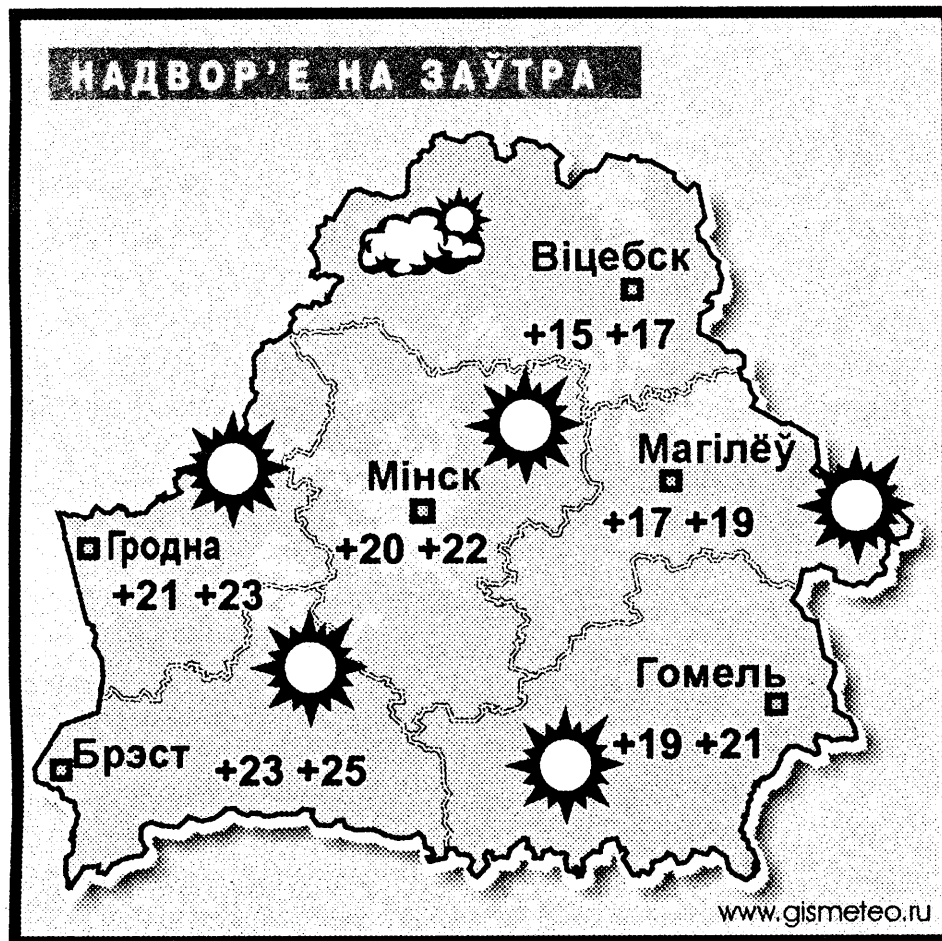 НАДВОР'Е НА ЗАЎТРА
Віцебск
+15 +17
Магілёў
+17 +19
Мінск
+20 +22
Гродна
+21 +23
Гомель
+19 +21
Брэст
+23 +25
www.gismeteo.ru